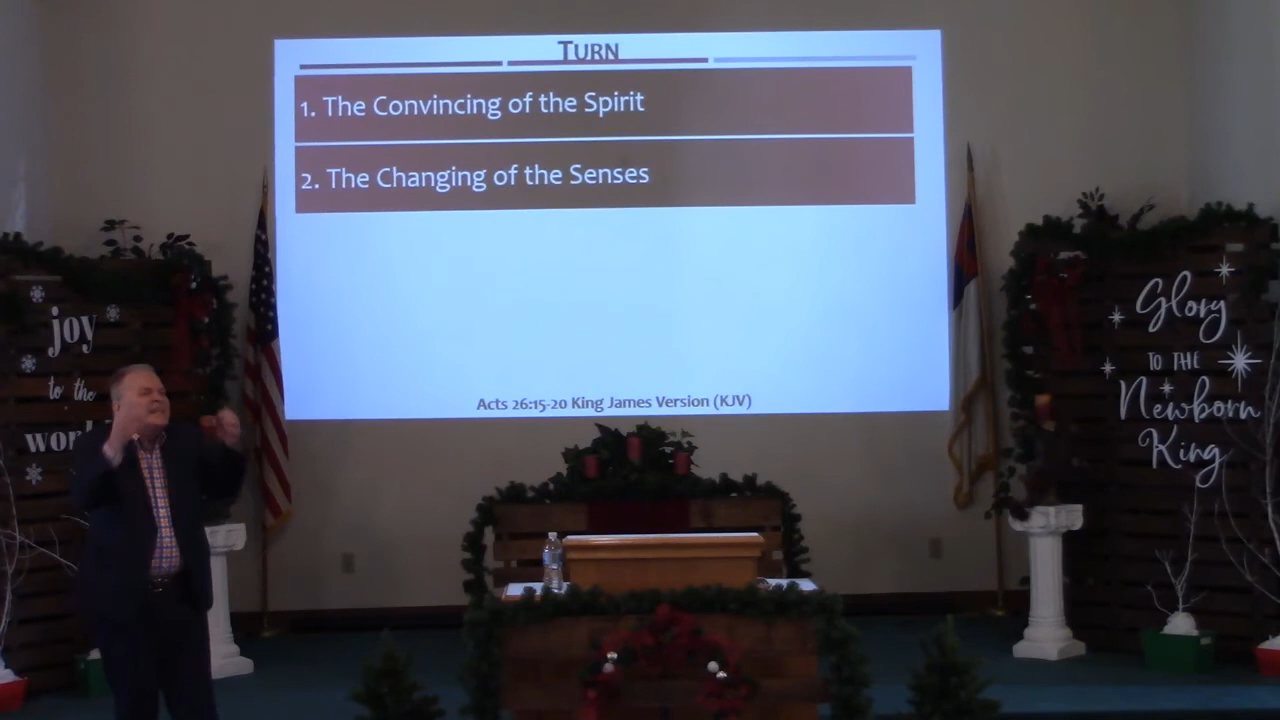 TURN
1. The Convincing of the Spirit
2. The Changing of the Senses
Acts 26:15-20 King James Version (KJV)
joy
to the
Glory
TO THE
Newborn
King